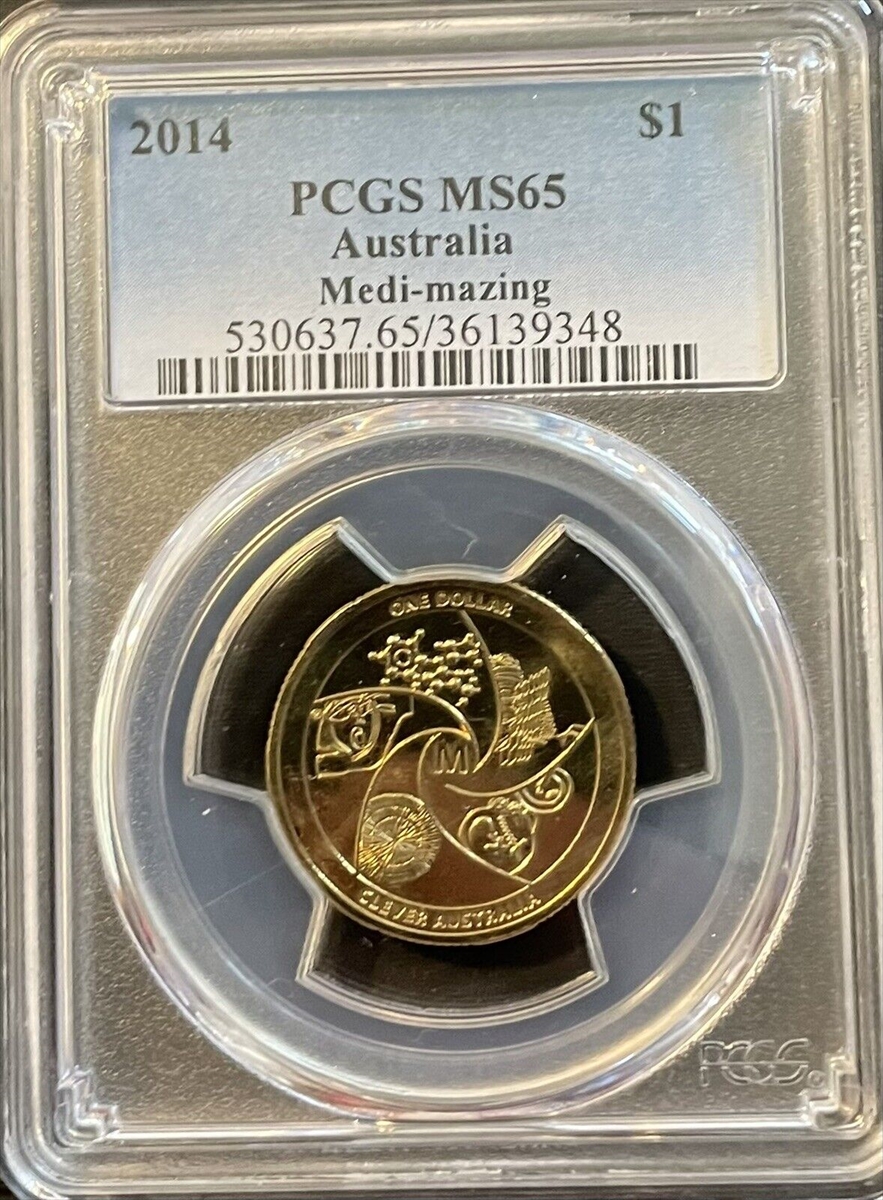 2014 $1
PCGS MS65
Australia
Medi-mazing
530637.65/36139348
ONE DOLLAR
M
CLEVER AUSTRALIA
PCGS